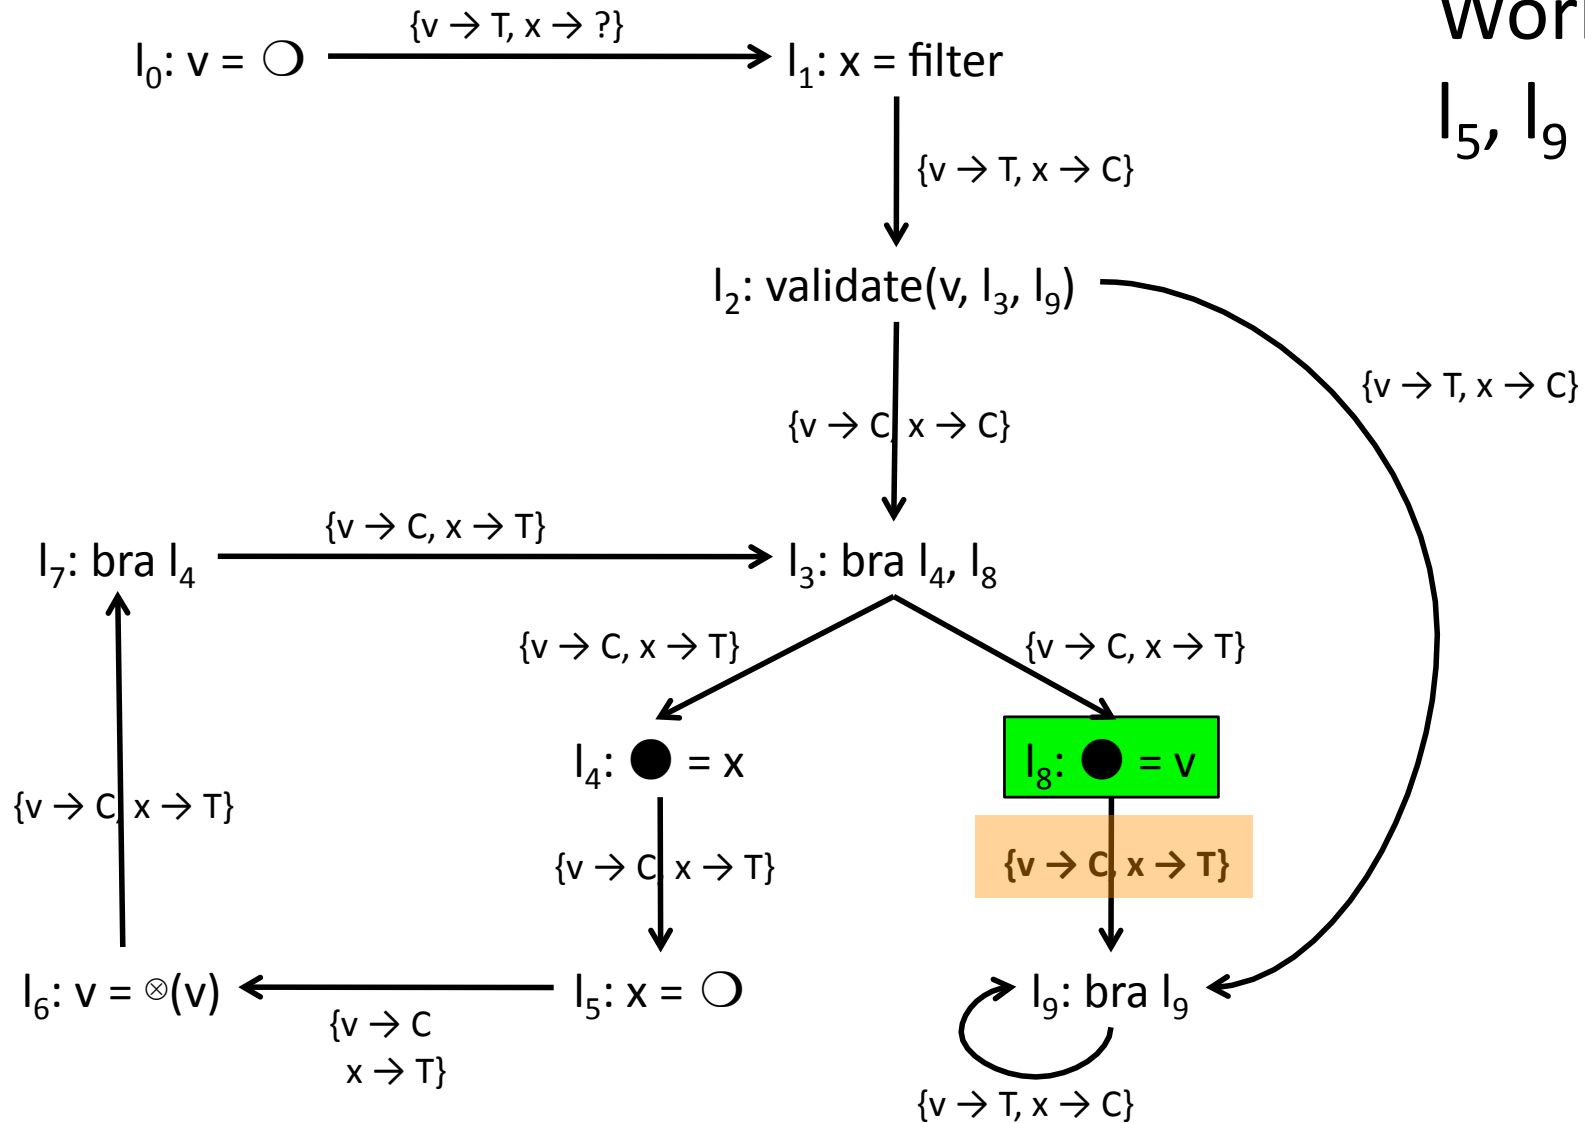 {v → T, x → ?}
Worl
l₀: v = ❍
l₁: x = filter
l₅, l₉
{v → T, x → C}
l₂: validate(v, l₃, l₉)
{v → T, x → C}
{v → C, x → C}
{v → C, x → T}
l₇: bra l₄
l₃: bra l₄, l₈
{v → C, x → T}
{v → C, x → T}
l₄: ● = x
l₈: ● = v
{v → C, x → T}
{v → C, x → T}
{v → C, x → T}
l₆: v = ⊗(v)
l₅: x = ❍
l₉: bra l₉
{v → C
x → T}
{v → T, x → C}